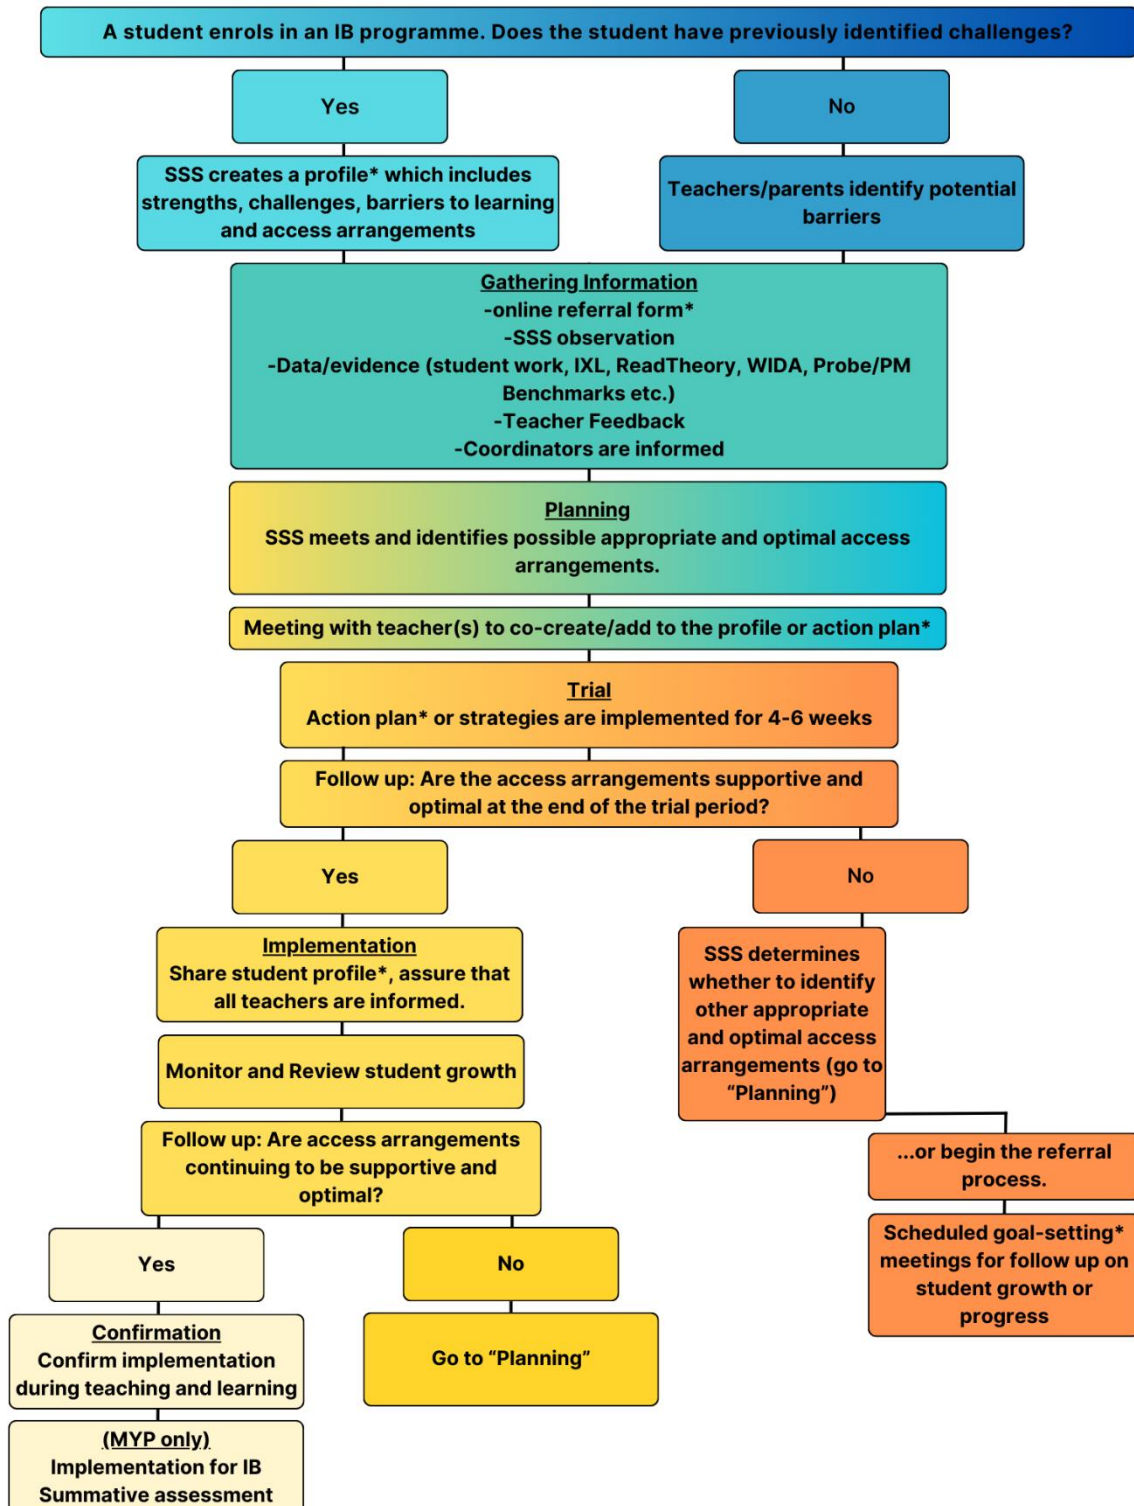 A student enrols in an IB programme. Does the student have previously identified challenges?
Yes
No
SSS creates a profile* which includes
strengths, challenges, barriers to learning
and access arrangements
Teachers/parents identify potential
barriers
Gathering Information
-online referral form*
-SSS observation
-Data/evidence (student work, IXL, ReadTheory, WIDA, Probe/PM
Benchmarks etc.)
-Teacher Feedback
-Coordinators are informed
Planning
SSS meets and identifies possible appropriate and optimal access
arrangements.
Meeting with teacher(s) to co-create/add to the profile or action plan*
Trial
Action plan* or strategies are implemented for 4-6 weeks
Follow up: Are the access arrangements supportive and
optimal at the end of the trial period?
Yes
No
Implementation
Share student profile*, assure that
all teachers are informed.
Monitor and Review student growth
Follow up: Are access arrangements
continuing to be supportive and
optimal?
SSS determines
whether to identify
other appropriate
and optimal access
arrangements (go to
“Planning”)
...or begin the referral
process.
Scheduled goal-setting*
meetings for follow up on
student growth or
progress
Yes
No
Confirmation
Confirm implementation
during teaching and learning
Go to “Planning”
(MYP only)
Implementation for IB
Summative assessment